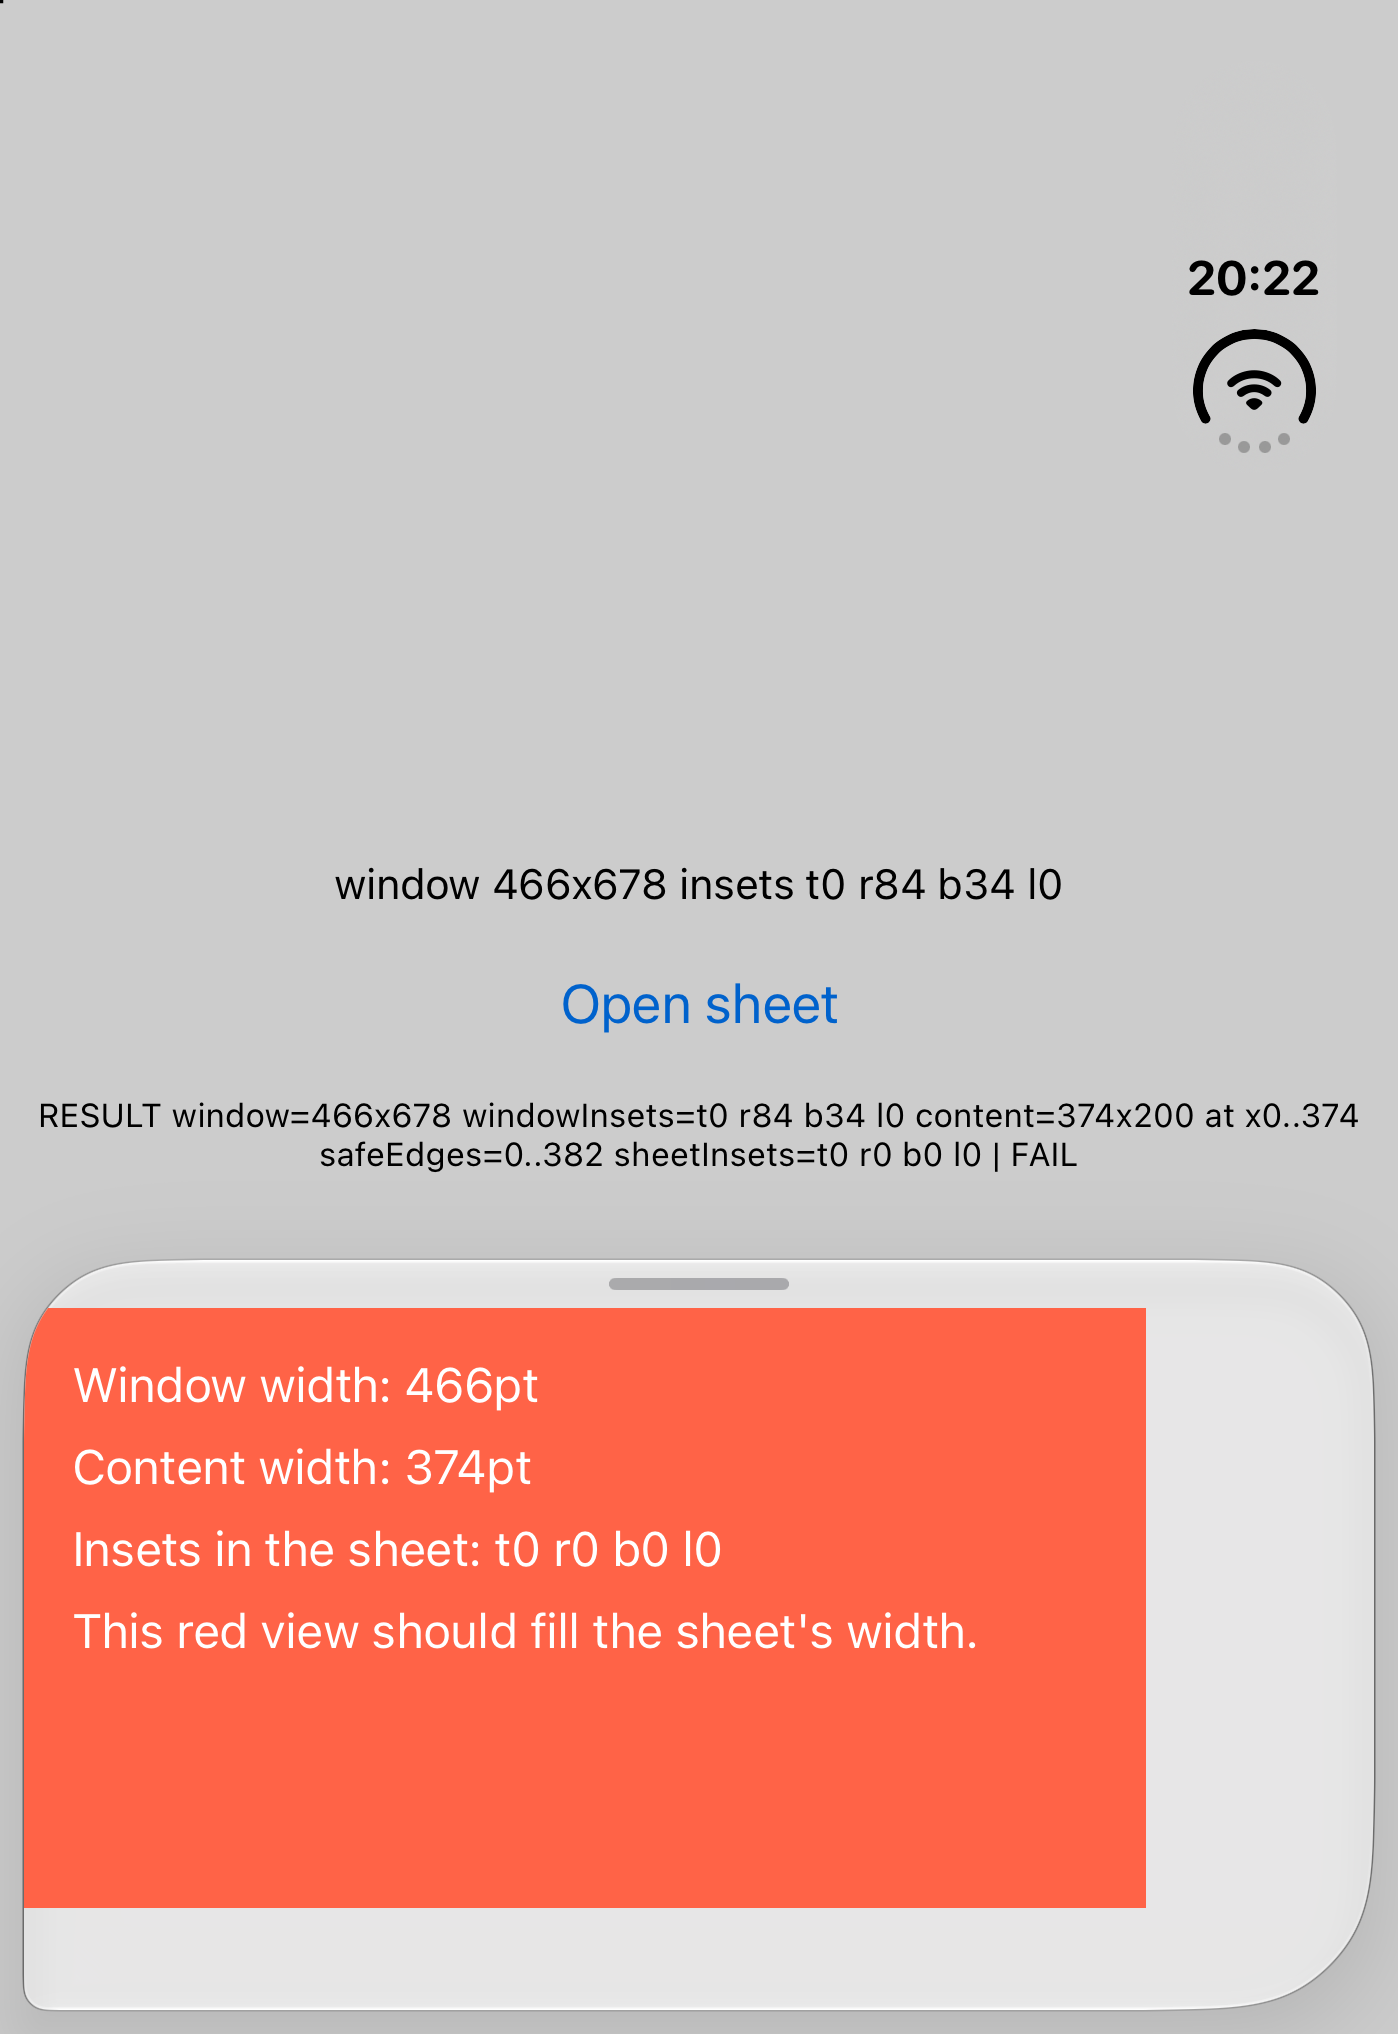 20:22
window 466x678 insets t0 r84 b34 l0
Open sheet
RESULT window=466x678 windowInsets=t0 r84 b34 l0 content=374x200 at x0..374
safeEdges=0..382 sheetInsets=t0 r0 b0 l0 | FAIL
Window width: 466pt
Content width: 374pt
Insets in the sheet: t0 r0 b0 l0
This red view should fill the sheet's width.